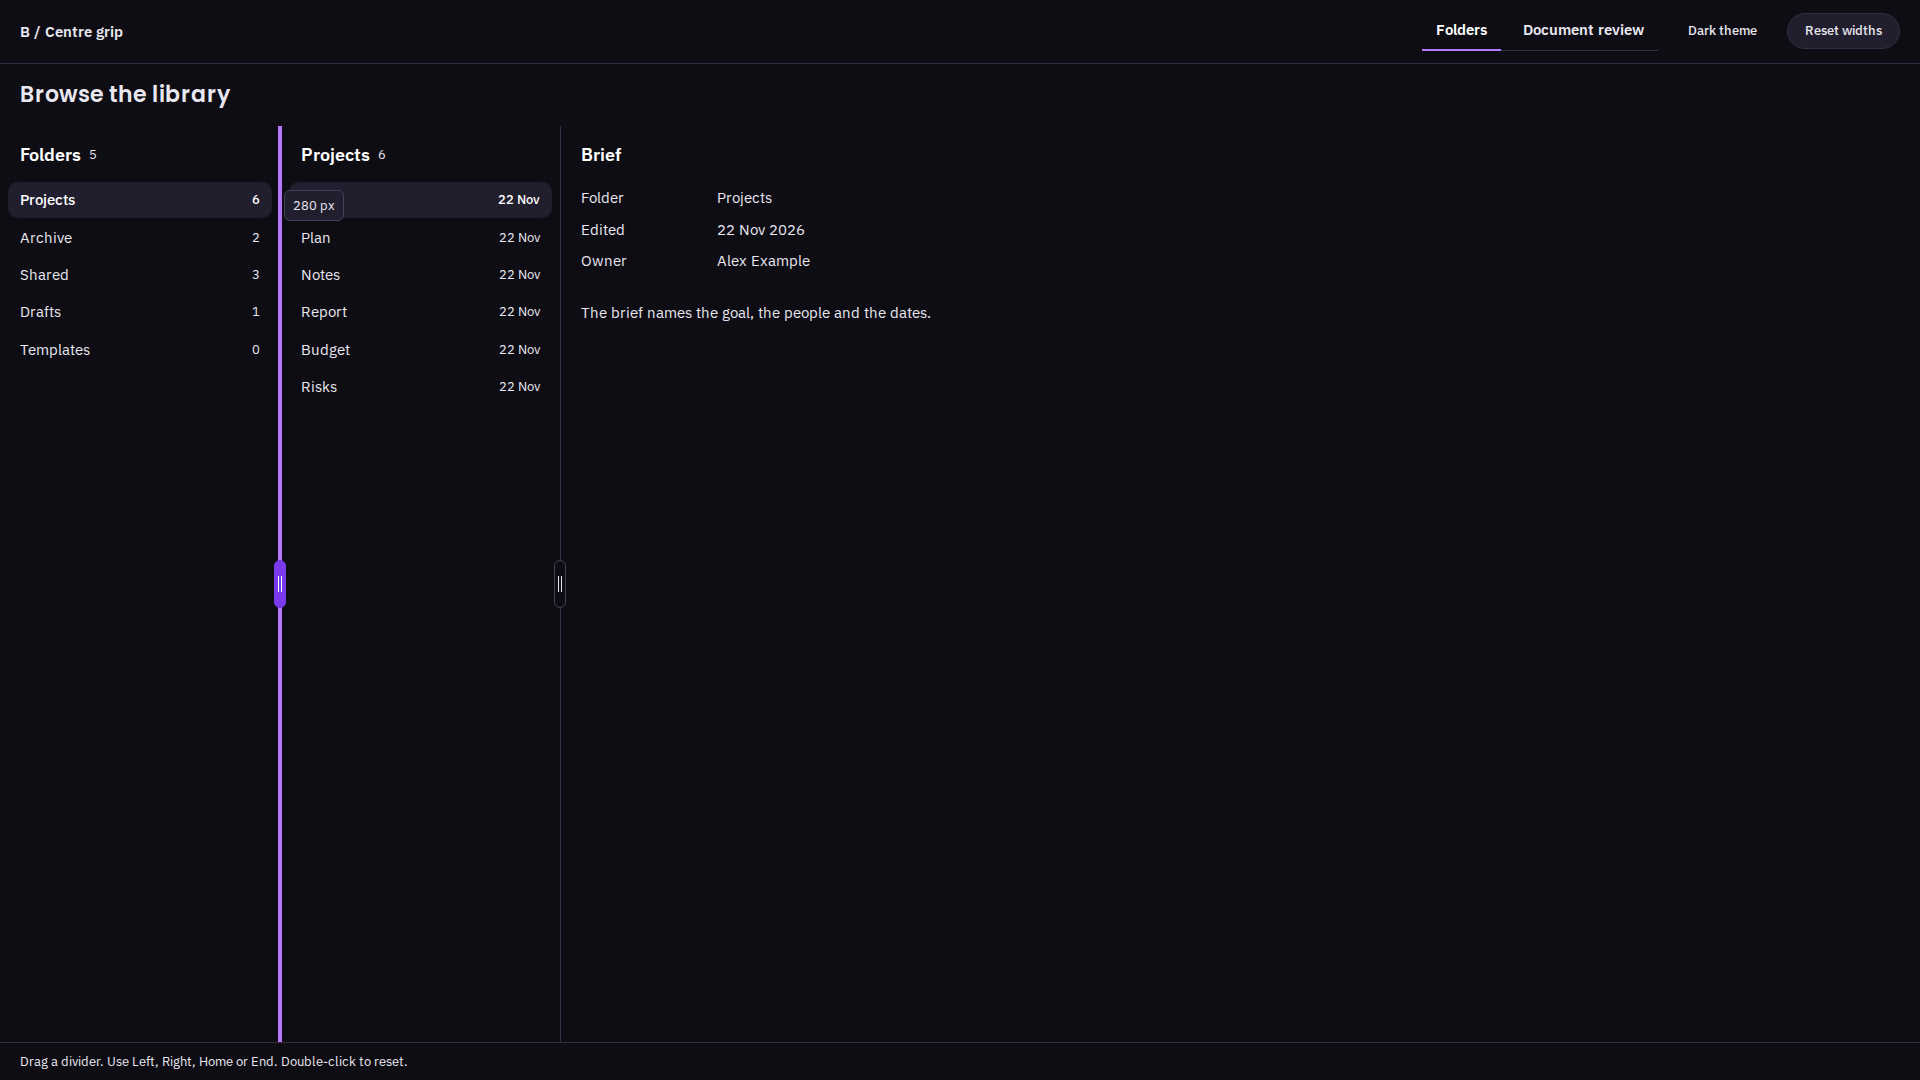 B / Centre grip
Folders
Document review
Dark theme
Reset widths
Browse the library
Folders 5
Projects 6
Archive 2
Shared 3
Drafts 1
Templates 0
280 px
Projects 6
22 Nov
Plan 22 Nov
Notes 22 Nov
Report 22 Nov
Budget 22 Nov
Risks 22 Nov
Brief
Folder Projects
Edited 22 Nov 2026
Owner Alex Example
The brief names the goal, the people and the dates.
Drag a divider. Use Left, Right, Home or End. Double-click to reset.